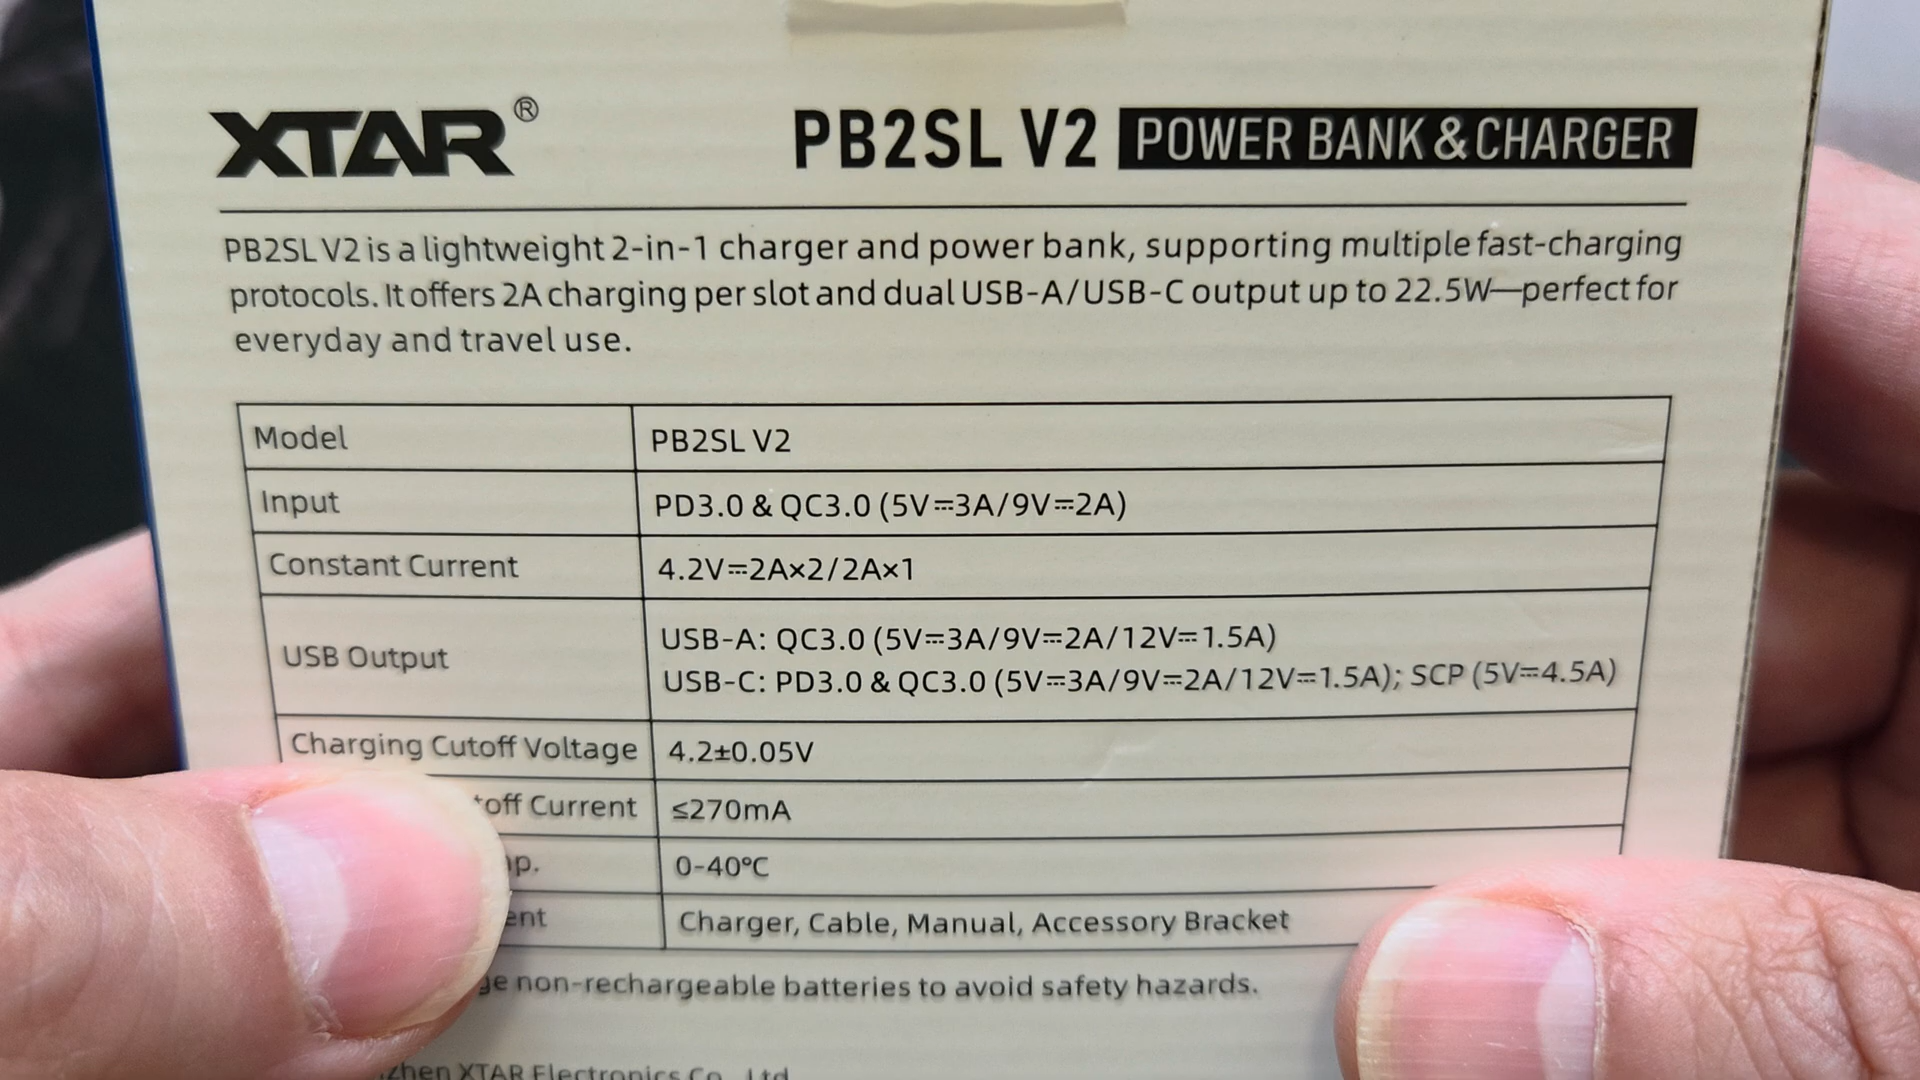 XTAR®
PB2SL V2 POWER BANK & CHARGER
PB2SL V2 is a lightweight 2-in-1 charger and power bank, supporting multiple fast-charging
protocols. It offers 2A charging per slot and dual USB-A/USB-C output up to 22.5W—perfect for
everyday and travel use.
Model PB2SL V2
Input PD3.0 & QC3.0 (5V⎓3A/9V⎓2A)
Constant Current 4.2V⎓2A×2/2A×1
USB Output
USB-A: QC3.0 (5V⎓3A/9V⎓2A/12V⎓1.5A)
USB-C: PD3.0 & QC3.0 (5V⎓3A/9V⎓2A/12V⎓1.5A); SCP (5V⎓4.5A)
Charging Cutoff Voltage 4.2±0.05V
Current ≤270mA
0-40℃
Charger, Cable, Manual, Accessory Bracket
non-rechargeable batteries to avoid safety hazards.
XTAR Electronics Co., Ltd